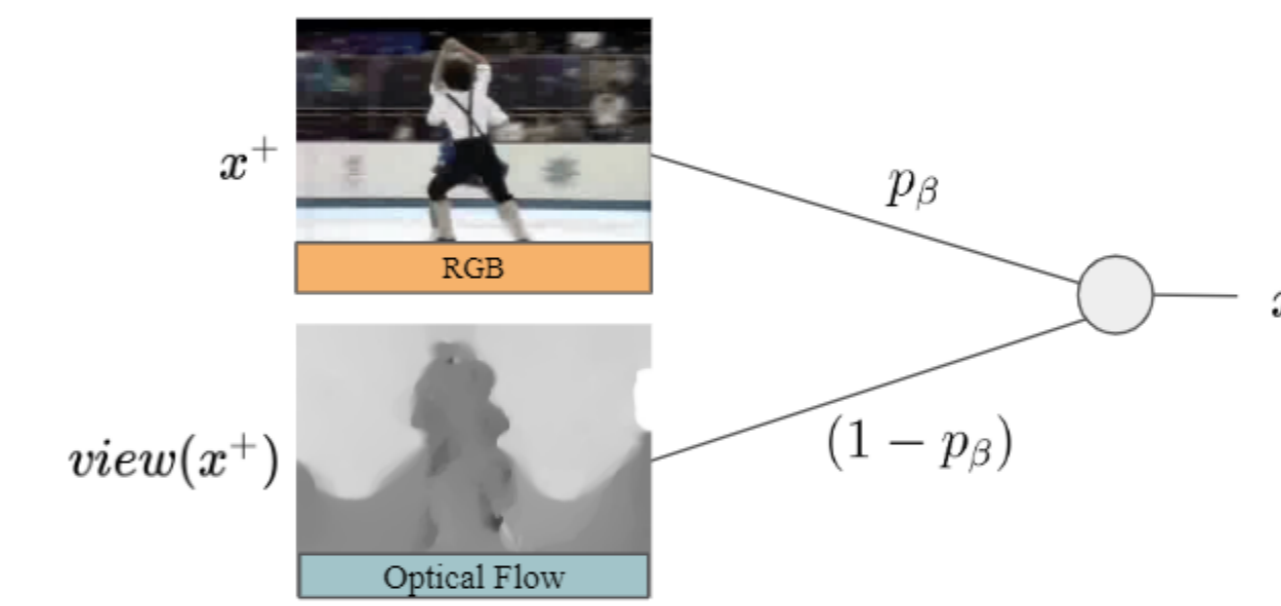 x⁺
RGB
p_β
view(x⁺)
(1 − p_β)
Optical Flow